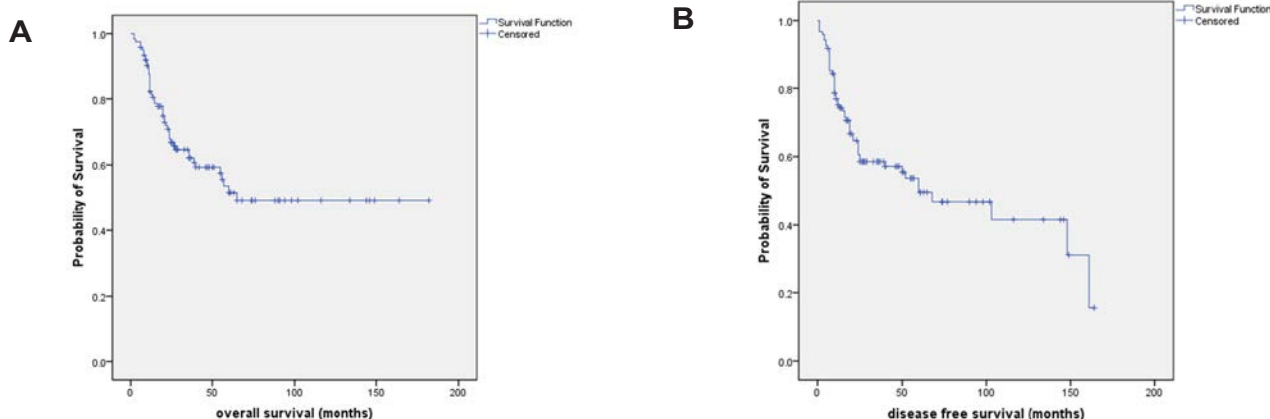 A
Survival Function
Censored
1.0
0.8
0.6
0.4
0.2
0.0
Probability of Survival
0
50
100
150
200
overall survival (months)
B
Survival Function
Censored
1.0
0.8
0.6
0.4
0.2
0.0
Probability of Survival
0
50
100
150
200
disease free survival (months)